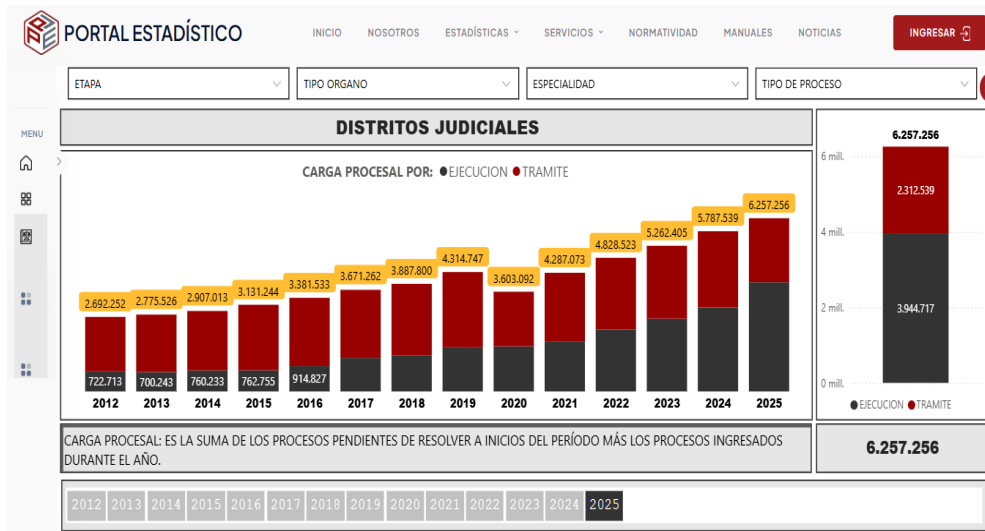 PORTAL ESTADÍSTICO
INICIO NOSOTROS ESTADÍSTICAS SERVICIOS NORMATIVIDAD MANUALES NOTICIAS INGRESAR
ETAPA TIPO ORGANO ESPECIALIDAD TIPO DE PROCESO
MENU
DISTRITOS JUDICIALES
CARGA PROCESAL POR: EJECUCION TRAMITE
2.692.252 2.775.526 2.907.013 3.131.244 3.381.533 3.671.262 3.887.800 4.314.747 3.603.092 4.287.073 4.828.523 5.262.405 5.787.539 6.257.256
722.713 700.243 760.233 762.755 914.827
2012 2013 2014 2015 2016 2017 2018 2019 2020 2021 2022 2023 2024 2025
6.257.256
6 mill.
2.312.539
4 mill.
2 mill.
3.944.717
0 mill.
EJECUCION TRAMITE
CARGA PROCESAL: ES LA SUMA DE LOS PROCESOS PENDIENTES DE RESOLVER A INICIOS DEL PERÍODO MÁS LOS PROCESOS INGRESADOS
DURANTE EL AÑO.
6.257.256
2012 2013 2014 2015 2016 2017 2018 2019 2020 2021 2022 2023 2024 2025